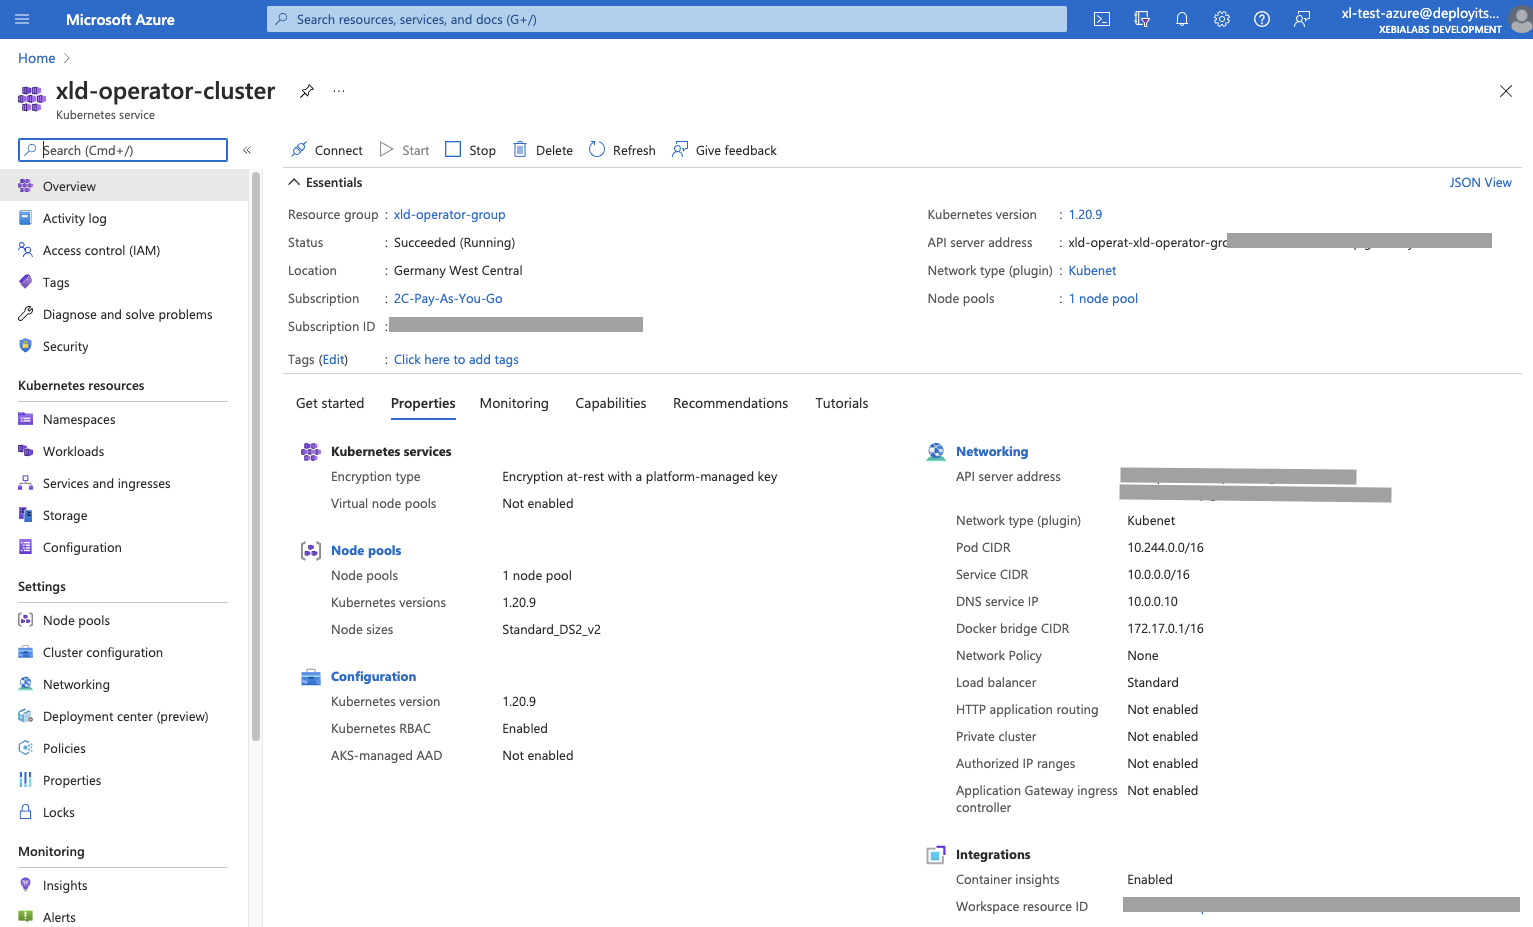 Microsoft Azure
Search resources, services, and docs (G+/)
xl-test-azure@deployits...
XEBIALABS DEVELOPMENT
Home
xld-operator-cluster
Kubernetes service
Search (Cmd+/)
«
Overview
Activity log
Access control (IAM)
Tags
Diagnose and solve problems
Security
Kubernetes resources
Namespaces
Workloads
Services and ingresses
Storage
Configuration
Settings
Node pools
Cluster configuration
Networking
Deployment center (preview)
Policies
Properties
Locks
Monitoring
Insights
Alerts
Connect Start Stop Delete Refresh Give feedback
Essentials
JSON View
Resource group : xld-operator-group
Status : Succeeded (Running)
Location : Germany West Central
Subscription : 2C-Pay-As-You-Go
Subscription ID :
Tags (Edit) : Click here to add tags
Kubernetes version : 1.20.9
API server address : xld-operat-xld-operator-grc
Network type (plugin) : Kubenet
Node pools : 1 node pool
Get started Properties Monitoring Capabilities Recommendations Tutorials
Kubernetes services
Encryption type Encryption at-rest with a platform-managed key
Virtual node pools Not enabled
Node pools
Node pools 1 node pool
Kubernetes versions 1.20.9
Node sizes Standard_DS2_v2
Configuration
Kubernetes version 1.20.9
Kubernetes RBAC Enabled
AKS-managed AAD Not enabled
Networking
API server address
Network type (plugin) Kubenet
Pod CIDR 10.244.0.0/16
Service CIDR 10.0.0.0/16
DNS service IP 10.0.0.10
Docker bridge CIDR 172.17.0.1/16
Network Policy None
Load balancer Standard
HTTP application routing Not enabled
Private cluster Not enabled
Authorized IP ranges Not enabled
Application Gateway ingress Not enabled
controller
Integrations
Container insights Enabled
Workspace resource ID